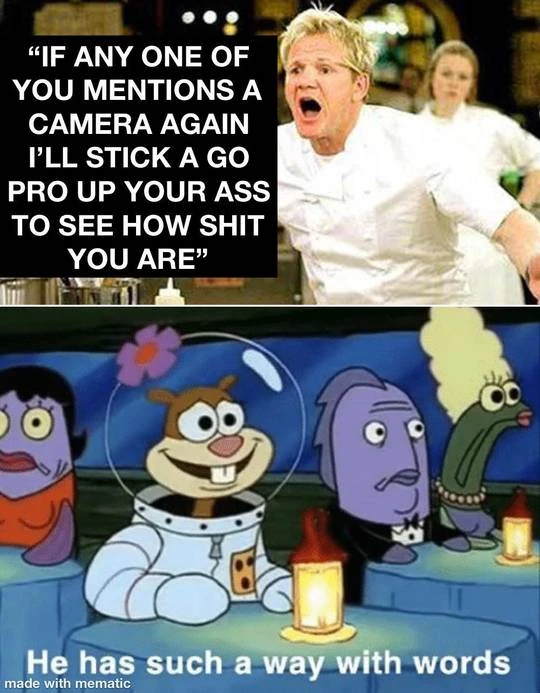 “IF ANY ONE OF
YOU MENTIONS A
CAMERA AGAIN
I’LL STICK A GO
PRO UP YOUR ASS
TO SEE HOW SHIT
YOU ARE”
He has such a way with words
made with mematic